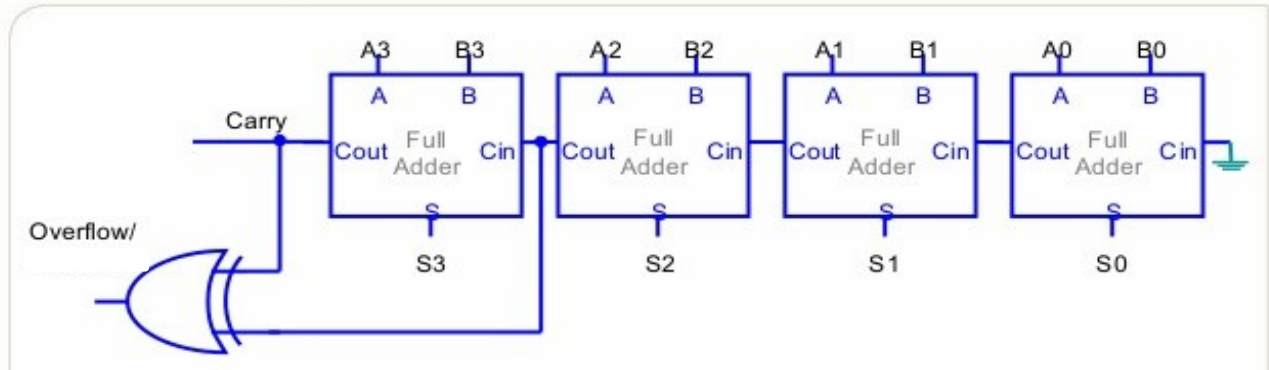 A3 B3 A2 B2 A1 B1 A0 B0
A B A B A B A B
Carry
Cout Full Adder Cin Cout Full Adder Cin Cout Full Adder Cin Cout Full Adder Cin
S S S S
Overflow/
S3 S2 S1 S0